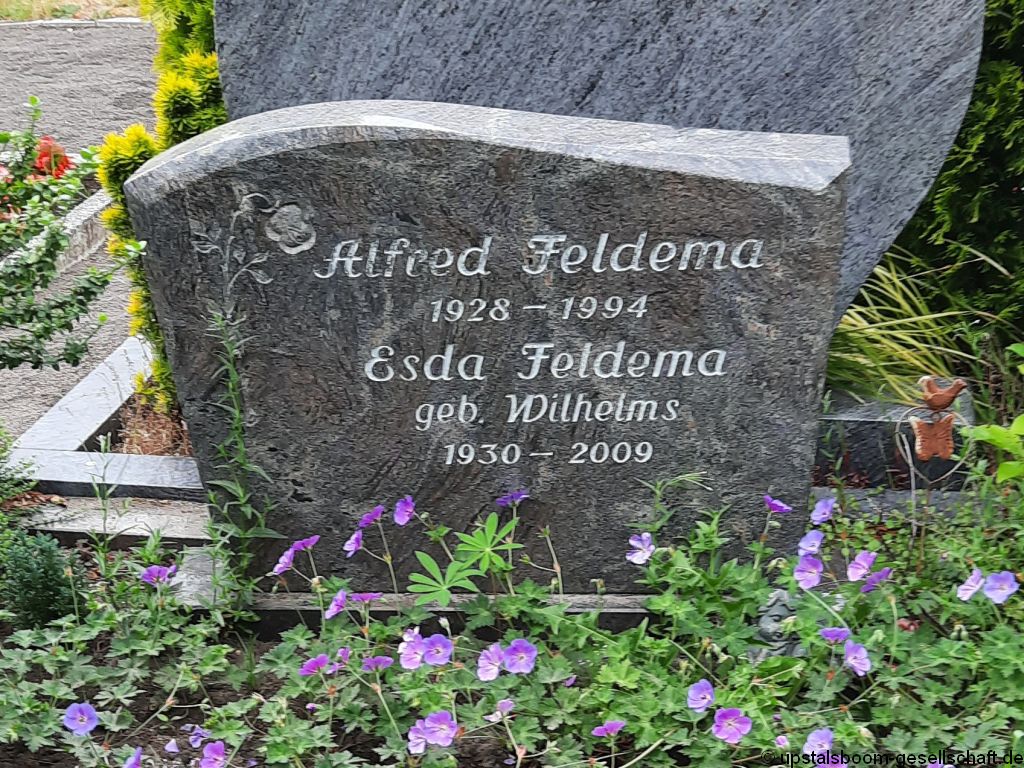 Alfred Feldema
1928 – 1994
Esda Feldema
geb. Wilhelms
1930 – 2009
© upstalsboom-gesellschaft.de